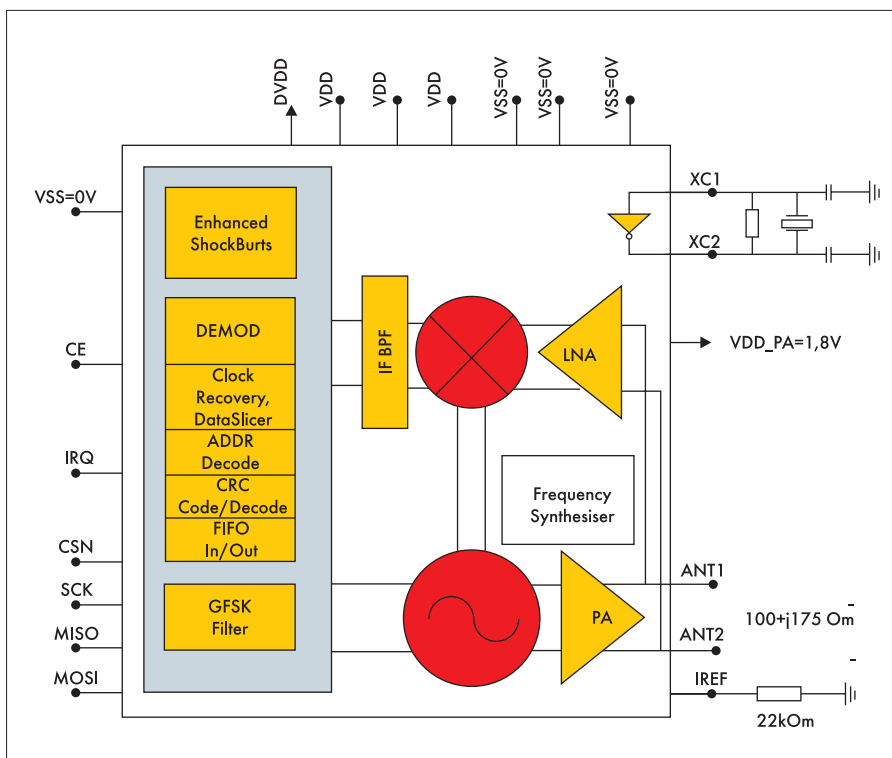 DVDD
VDD
VDD
VDD
VSS=0V
VSS=0V
VSS=0V
VSS=0V
XC1
XC2
Enhanced
ShockBurts
DEMOD
Clock
Recovery,
DataSlicer
ADDR
Decode
CRC
Code/Decode
FIFO
In/Out
GFSK
Filter
IF BPF
LNA
VDD_PA=1,8V
CE
IRQ
CSN
SCK
MISO
MOSI
Frequency
Synthesiser
PA
ANT1
ANT2
100+j175 Om
IREF
22kOm